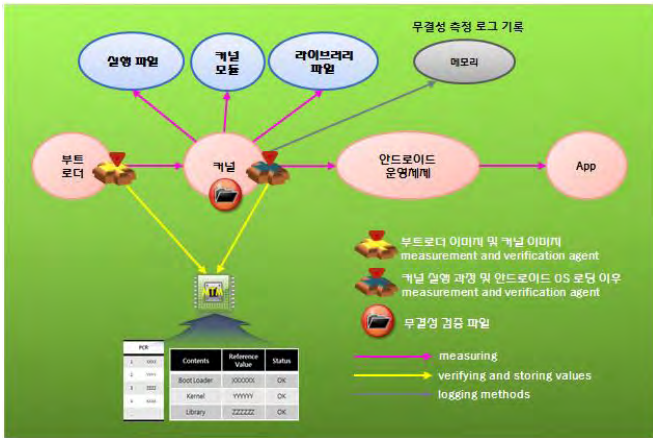 무결성 측정 로그 기록
실행 파일
커널
모듈
라이브러리
파일
메모리
부트
로더
커널
안드로이드
운영체제
App
부트로더 이미지 및 커널 이미지
measurement and verification agent
커널 실행 과정 및 안드로이드 OS 로딩 이후
measurement and verification agent
무결성 검증 파일
MTM
PCR
Contents Reference Value Status
Boot Loader XXXXXX OK
Kernel YYYYYY OK
Library ZZZZZZ OK
measuring
verifying and storing values
logging methods